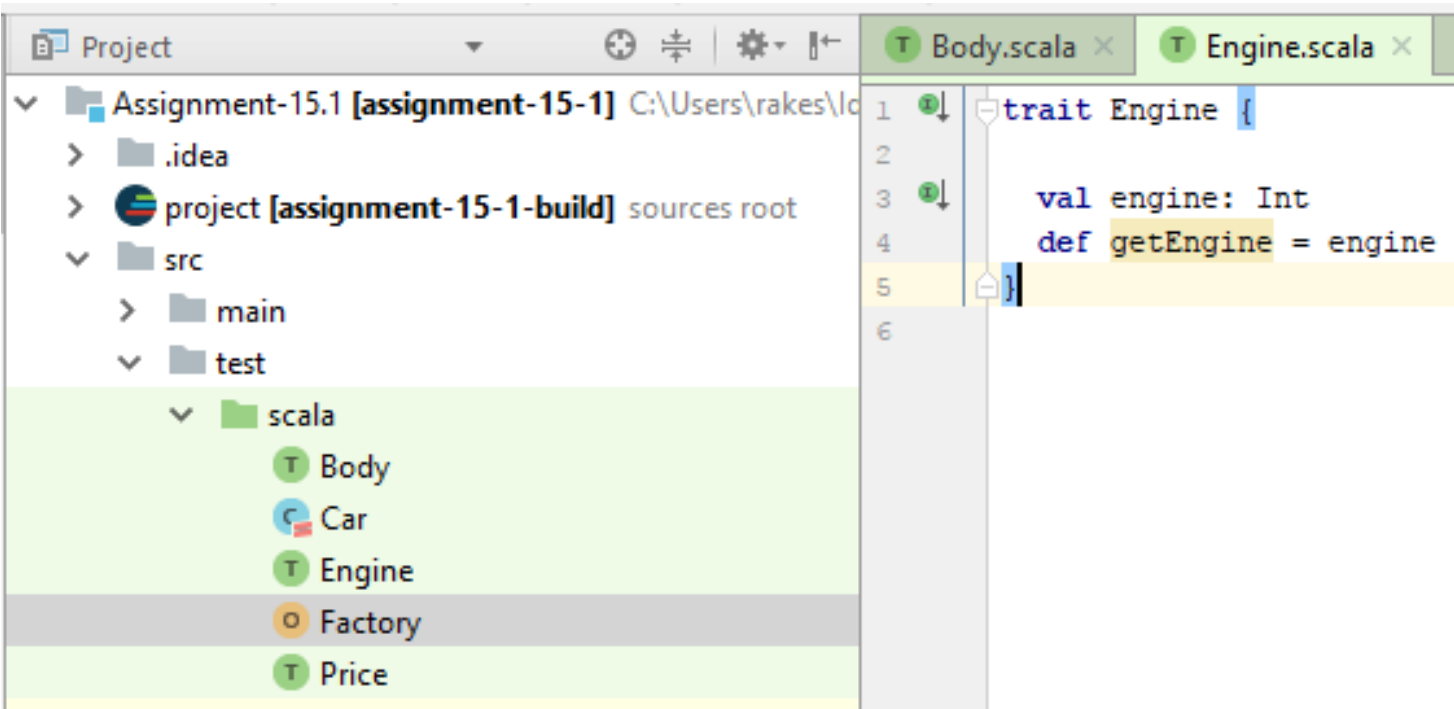 Project
Assignment-15.1 [assignment-15-1] C:\Users\rakes\Id
.idea
project [assignment-15-1-build] sources root
src
main
test
scala
T Body
C Car
T Engine
O Factory
T Price
T Body.scala × T Engine.scala ×
1 I trait Engine {
2
3 I val engine: Int
4 def getEngine = engine
5 }
6